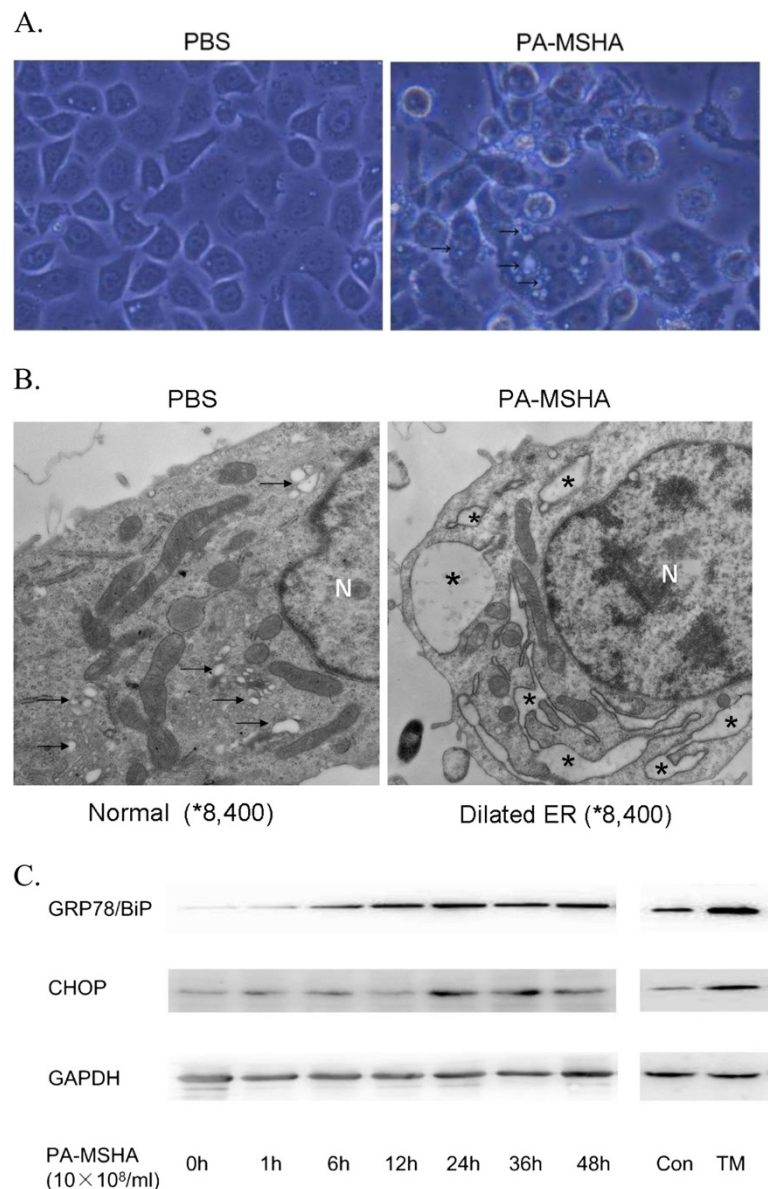 A.
PBS PA-MSHA
B.
PBS PA-MSHA
N
N
* * * * * * *
Normal (*8,400) Dilated ER (*8,400)
C.
GRP78/BiP
CHOP
GAPDH
PA-MSHA 0h 1h 6h 12h 24h 36h 48h Con TM
(10×10⁸/ml)